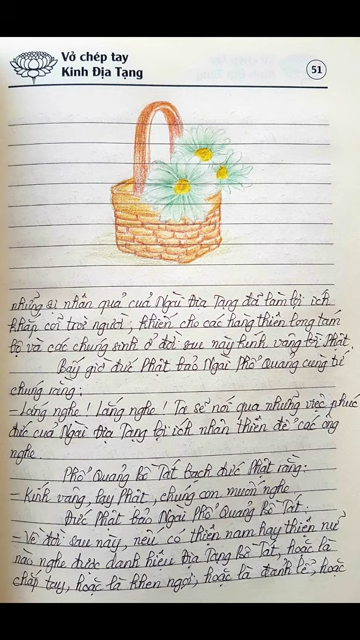 Vở chép tay
Kinh Địa Tạng
51
những sự nhân quả của Ngài Địa Tạng đã làm lợi ích
khắp cõi trời người, khiến cho các hàng thiên long tám
bộ và các chúng sinh ở đời sau này kính vâng lời Phật.
Bấy giờ đức Phật bảo Ngài Phổ Quảng cùng tứ
chúng rằng:
- Lắng nghe! Lắng nghe! Ta sẽ nói qua những việc phước
đức của Ngài Địa Tạng lợi ích nhân thiên để các ông
nghe.
Phổ Quảng Bồ Tát bạch đức Phật rằng:
- Kính vâng, lạy Phật, chúng con muốn nghe
Đức Phật bảo Ngài Phổ Quảng Bồ Tát:
- Về đời sau này, nếu có thiện nam hay thiện nữ
nào nghe được danh hiệu Địa Tạng Bồ Tát, hoặc là
chắp tay, hoặc là khen ngợi, hoặc là đảnh lễ, hoặc